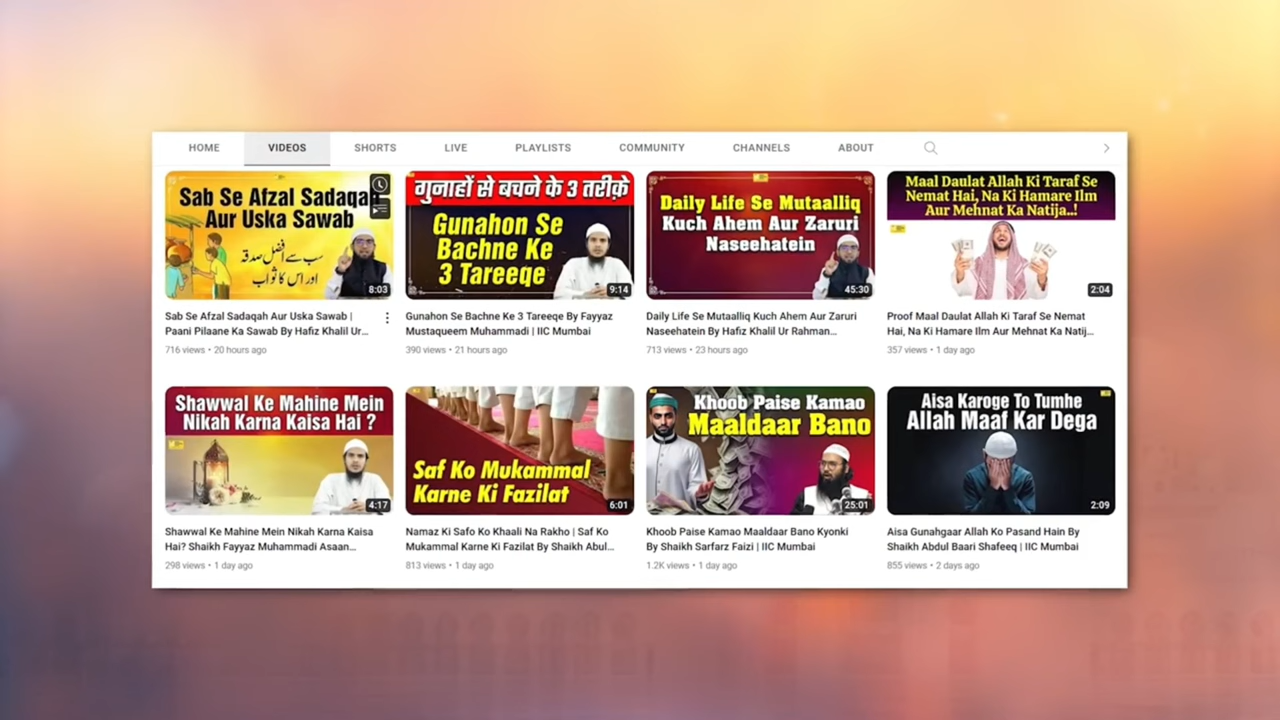 HOME VIDEOS SHORTS LIVE PLAYLISTS COMMUNITY CHANNELS ABOUT
Sab Se Afzal Sadaqah
Aur Uska Sawab
سب سے افضل صدقہ
اور اس کا ثواب
8:03
गुनाहों से बचने के 3 तरीक़े
Gunahon Se
Bachne Ke
3 Tareeqe
9:14
Daily Life Se Mutaalliq
Kuch Ahem Aur Zaruri
Naseehatein
45:30
Maal Daulat Allah Ki Taraf Se
Nemat Hai, Na Ki Hamare Ilm
Aur Mehnat Ka Natija..!
2:04
Sab Se Afzal Sadaqah Aur Uska Sawab |
Paani Pilaane Ka Sawab By Hafiz Khalil Ur...
716 views • 20 hours ago
Gunahon Se Bachne Ke 3 Tareeqe By Fayyaz
Mustaqueem Muhammadi | IIC Mumbai
390 views • 21 hours ago
Daily Life Se Mutaalliq Kuch Ahem Aur Zaruri
Naseehatein By Hafiz Khalil Ur Rahman...
713 views • 23 hours ago
Proof Maal Daulat Allah Ki Taraf Se Nemat
Hai, Na Ki Hamare Ilm Aur Mehnat Ka Natij...
357 views • 1 day ago
Shawwal Ke Mahine Mein
Nikah Karna Kaisa Hai ?
4:17
Saf Ko Mukammal
Karne Ki Fazilat
6:01
Khoob Paise Kamao
Maaldaar Bano
25:01
Aisa Karoge To Tumhe
Allah Maaf Kar Dega
2:09
Shawwal Ke Mahine Mein Nikah Karna Kaisa
Hai? Shaikh Fayyaz Muhammadi Asaan...
298 views • 1 day ago
Namaz Ki Safo Ko Khaali Na Rakho | Saf Ko
Mukammal Karne Ki Fazilat By Shaikh Abul...
813 views • 1 day ago
Khoob Paise Kamao Maaldaar Bano Kyonki
By Shaikh Sarfarz Faizi | IIC Mumbai
1.2K views • 1 day ago
Aisa Gunahgaar Allah Ko Pasand Hain By
Shaikh Abdul Baari Shafeeq | IIC Mumbai
855 views • 2 days ago